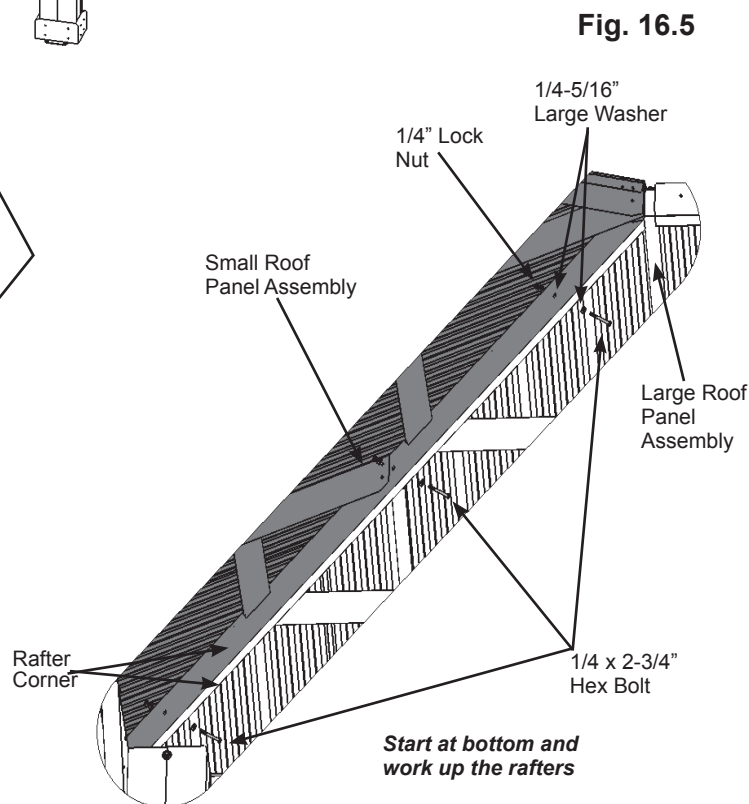 Fig. 16.5
1/4-5/16”
Large Washer
1/4” Lock
Nut
Small Roof
Panel Assembly
Large Roof
Panel
Assembly
Rafter
Corner
1/4 x 2-3/4”
Hex Bolt
Start at bottom and
work up the rafters